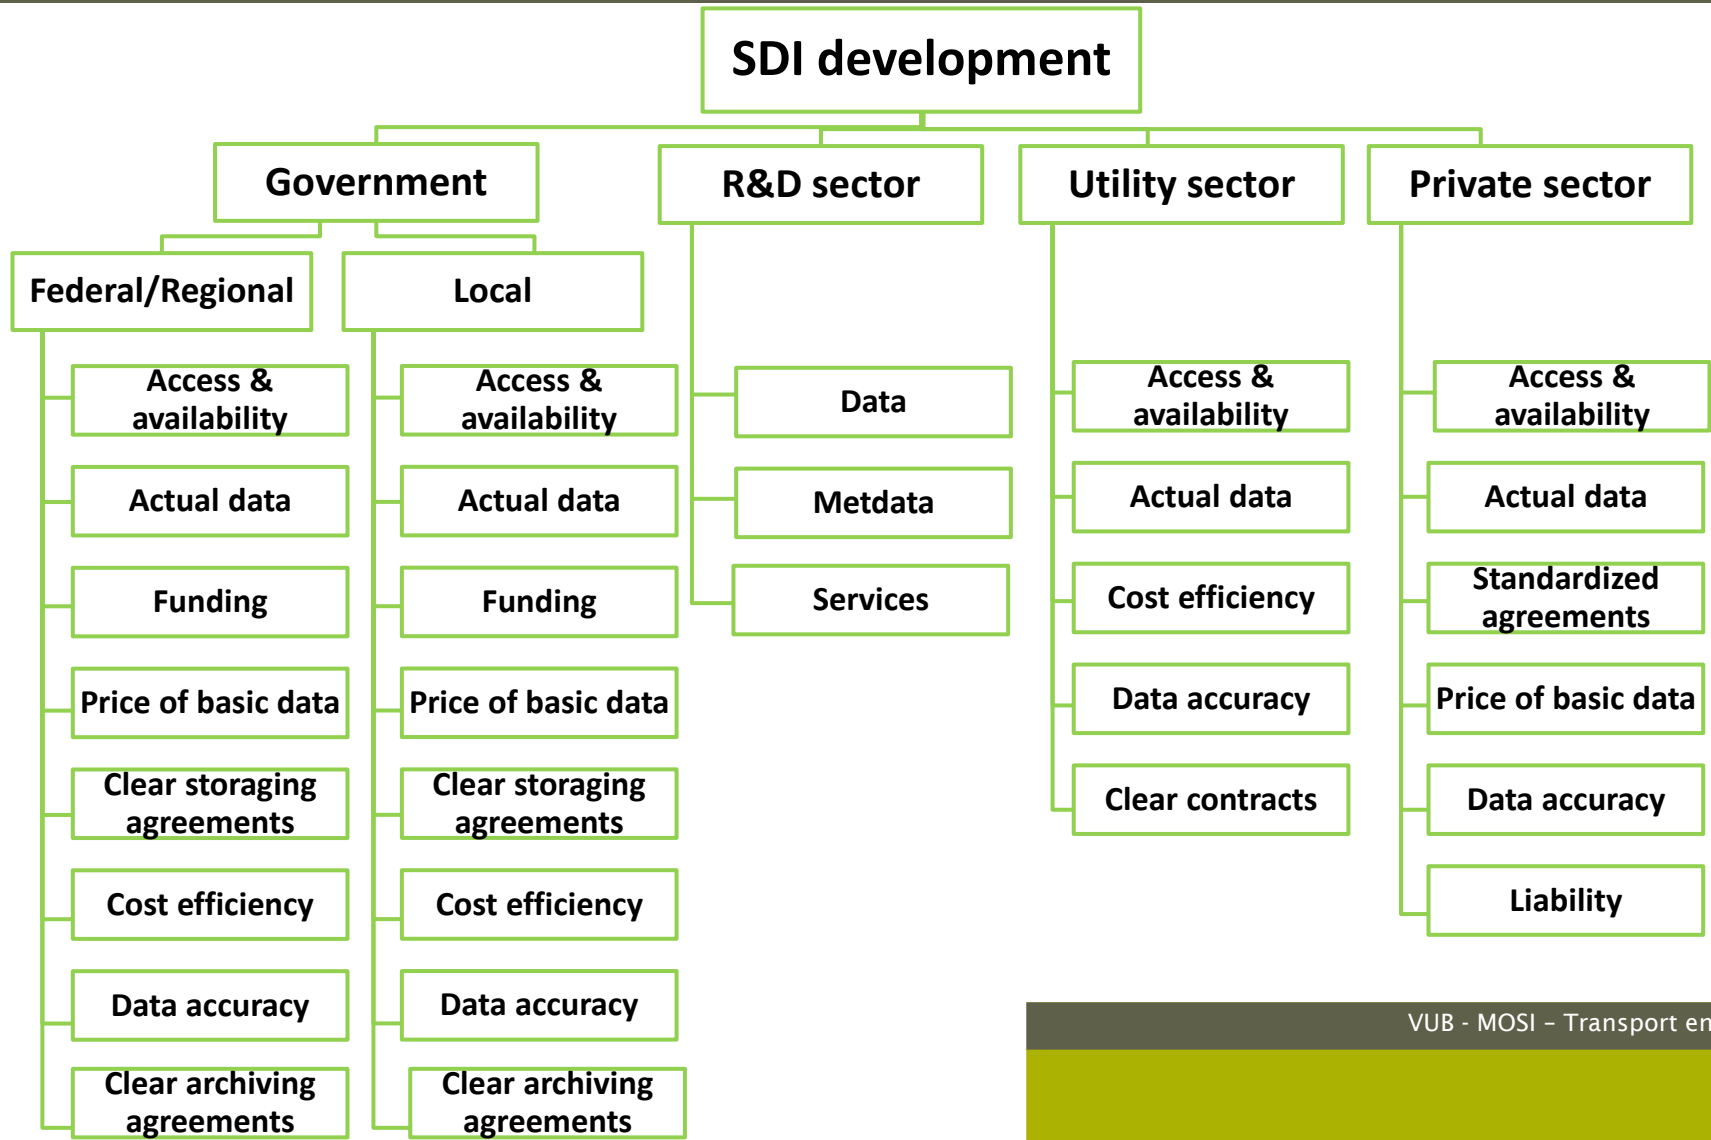 SDI development
Government
R&D sector
Utility sector
Private sector
Federal/Regional
Local
Access &
availability
Actual data
Funding
Price of basic data
Clear storaging
agreements
Cost efficiency
Data accuracy
Clear archiving
agreements
Access &
availability
Actual data
Funding
Price of basic data
Clear storaging
agreements
Cost efficiency
Data accuracy
Clear archiving
agreements
Data
Metdata
Services
Access &
availability
Actual data
Cost efficiency
Data accuracy
Clear contracts
Access &
availability
Actual data
Standardized
agreements
Price of basic data
Data accuracy
Liability
VUB - MOSI – Transport en